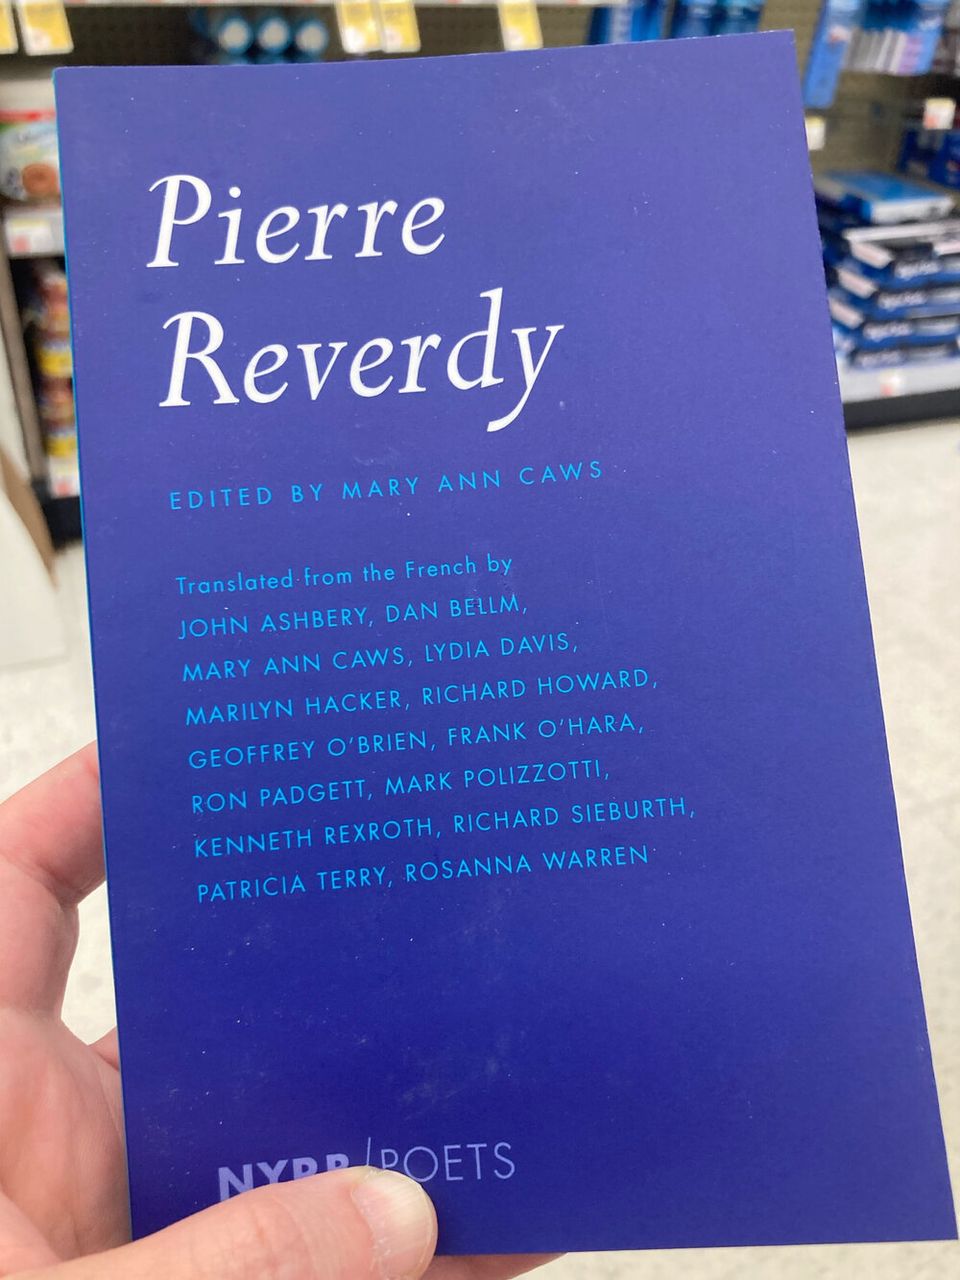 Pierre
Reverdy
EDITED BY MARY ANN CAWS
Translated from the French by
JOHN ASHBERY, DAN BELLM,
MARY ANN CAWS, LYDIA DAVIS,
MARILYN HACKER, RICHARD HOWARD,
GEOFFREY O'BRIEN, FRANK O'HARA,
RON PADGETT, MARK POLIZZOTTI,
KENNETH REXROTH, RICHARD SIEBURTH,
PATRICIA TERRY, ROSANNA WARREN
NYRB/POETS